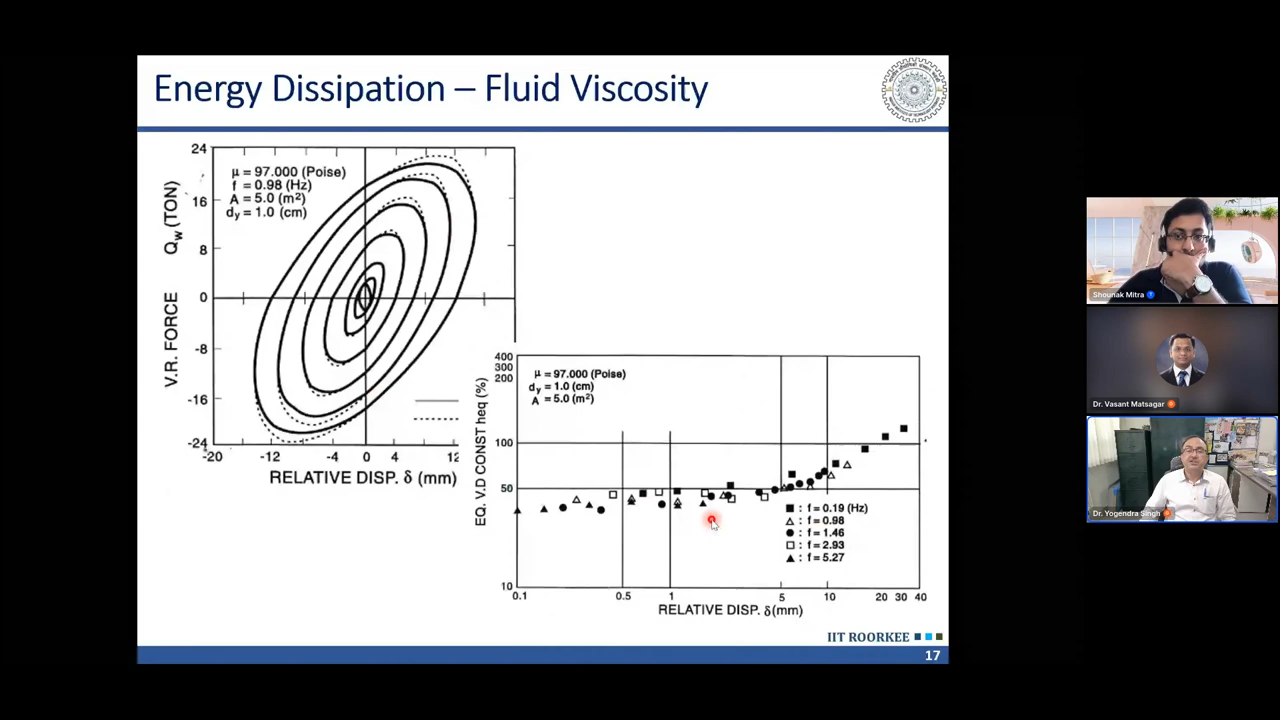 Energy Dissipation – Fluid Viscosity
μ = 97.000 (Poise)
f = 0.98 (Hz)
A = 5.0 (m²)
dy = 1.0 (cm)
24
16
8
0
-8
-16
-24
V.R. FORCE Qw (TON)
-20 -12 -4 0 4 12
RELATIVE DISP. δ (mm)
μ = 97.000 (Poise)
dy = 1.0 (cm)
A = 5.0 (m²)
400
300
200
100
50
10
EQ. V.D CONST heq (%)
■ : f = 0.19 (Hz)
△ : f = 0.98
● : f = 1.46
□ : f = 2.93
▲ : f = 5.27
0.1 0.5 1 5 10 20 30 40
RELATIVE DISP. δ (mm)
IIT ROORKEE
17
Shounak Mitra
Dr. Vasant Matsagar
Dr. Yogendra Singh